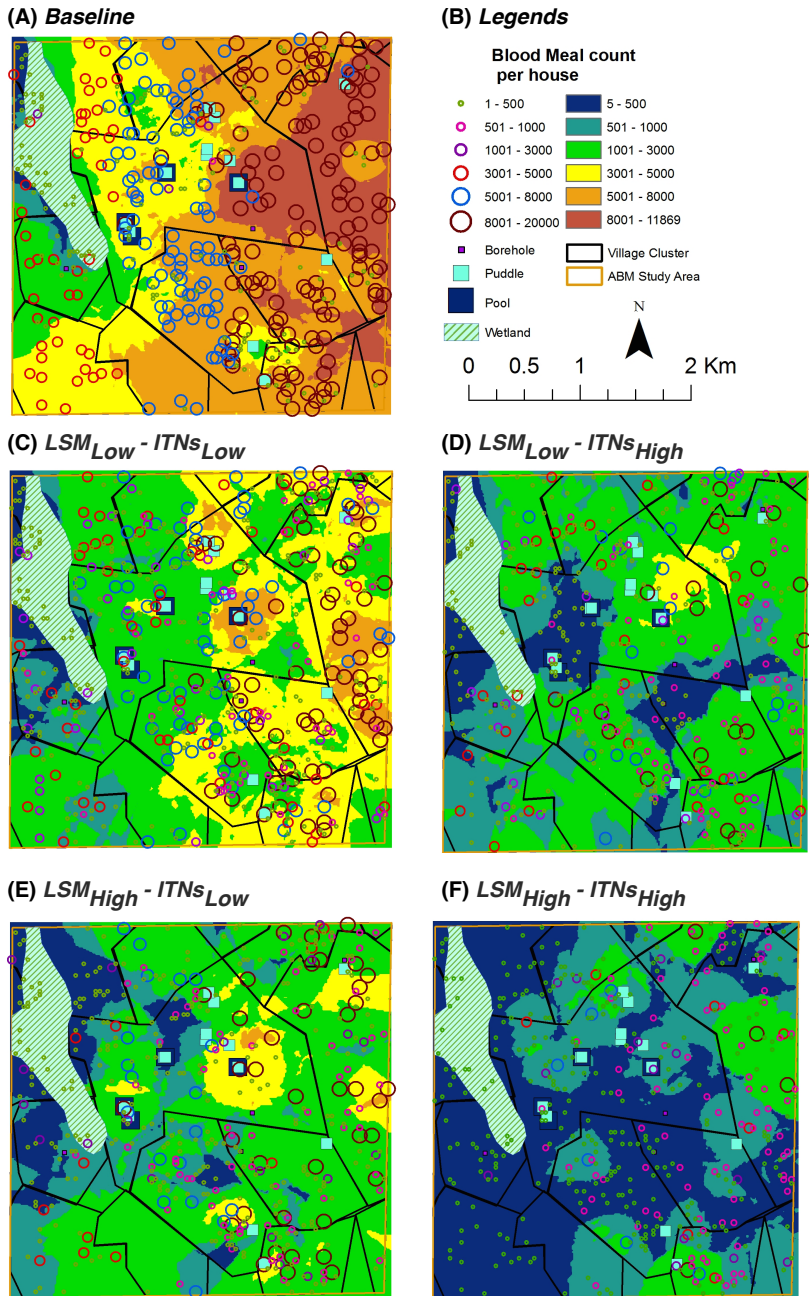 (A) Baseline
(B) Legends
Blood Meal count
per house
1 - 500
5 - 500
501 - 1000
501 - 1000
1001 - 3000
1001 - 3000
3001 - 5000
3001 - 5000
5001 - 8000
5001 - 8000
8001 - 20000
8001 - 11869
Borehole
Village Cluster
Puddle
ABM Study Area
Pool
Wetland
N
0 0.5 1 2 Km
(C) LSMLow - ITNsLow
(D) LSMLow - ITNsHigh
(E) LSMHigh - ITNsLow
(F) LSMHigh - ITNsHigh